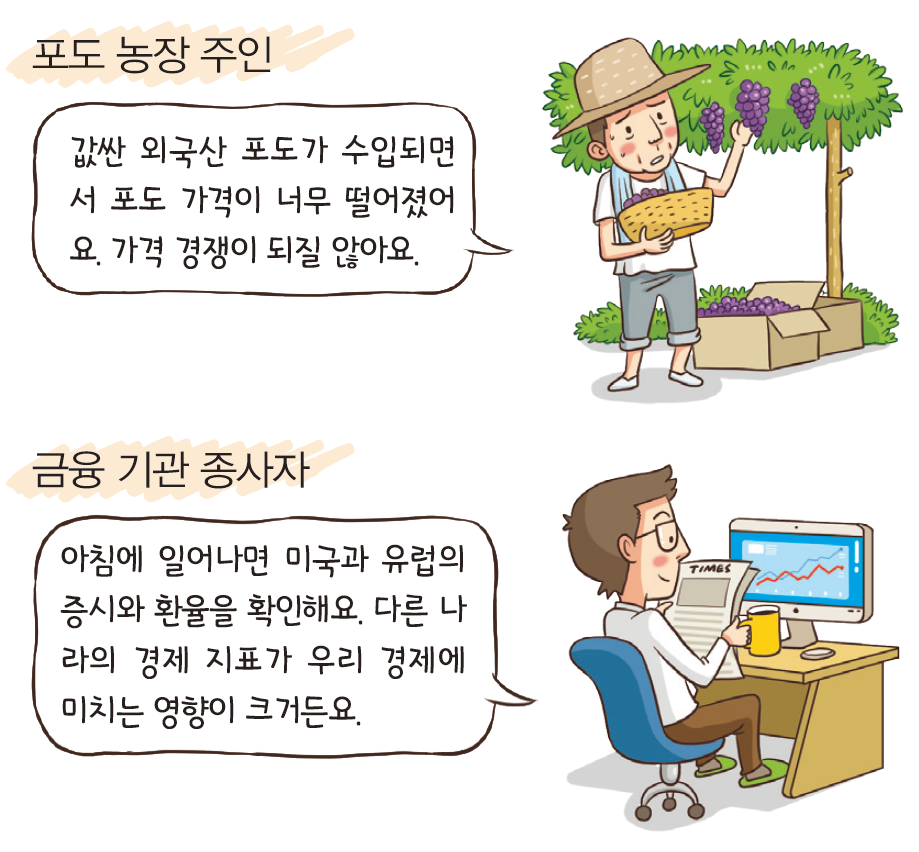 포도 농장 주인
값싼 외국산 포도가 수입되면
서 포도 가격이 너무 떨어졌어
요. 가격 경쟁이 되질 않아요.
금융 기관 종사자
아침에 일어나면 미국과 유럽의
증시와 환율을 확인해요. 다른 나
라의 경제 지표가 우리 경제에
미치는 영향이 크거든요.
TIMES